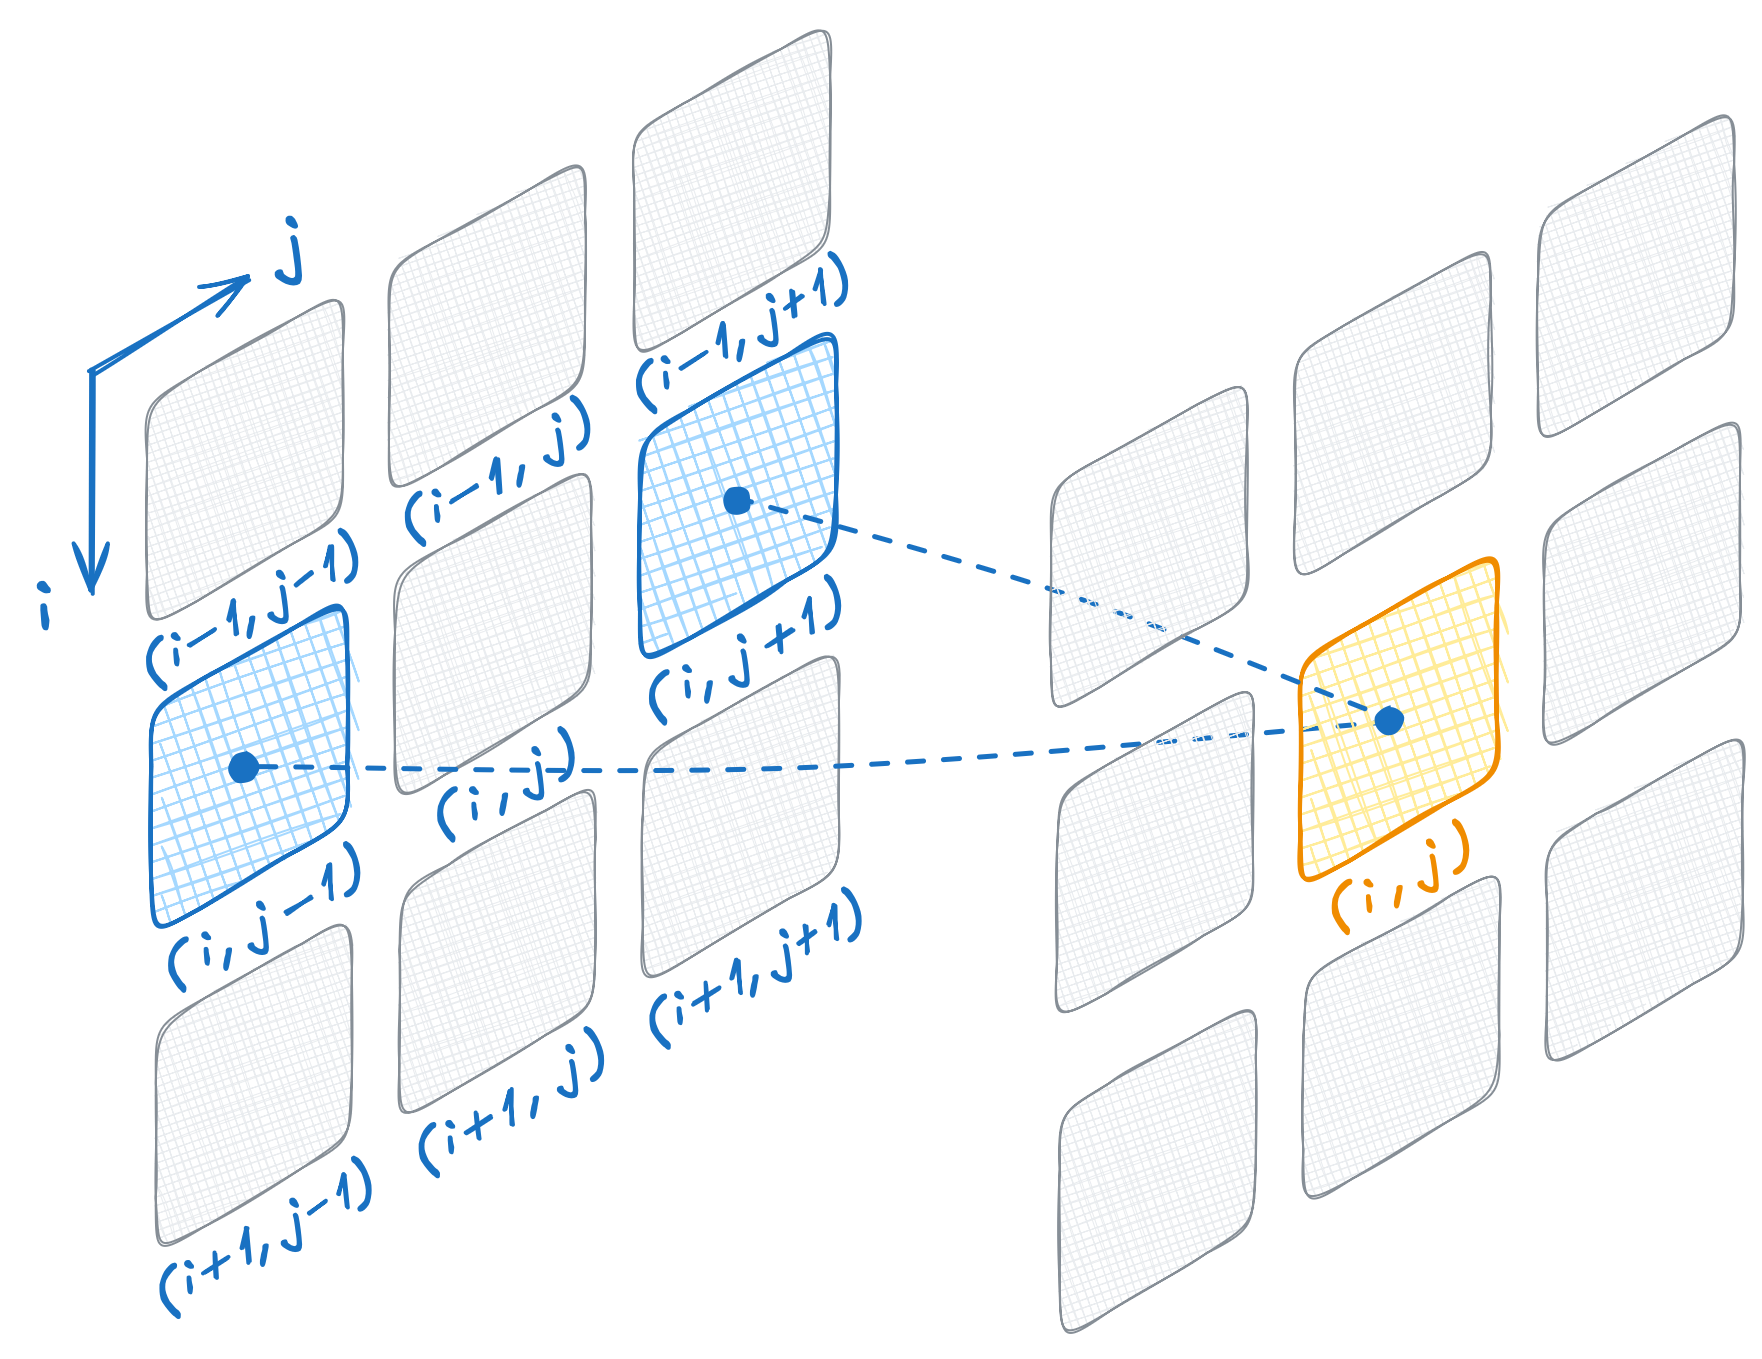 j
i
(i-1, j-1)
(i-1, j)
(i-1, j+1)
(i, j-1)
(i, j)
(i, j+1)
(i+1, j-1)
(i+1, j)
(i+1, j+1)
(i, j)